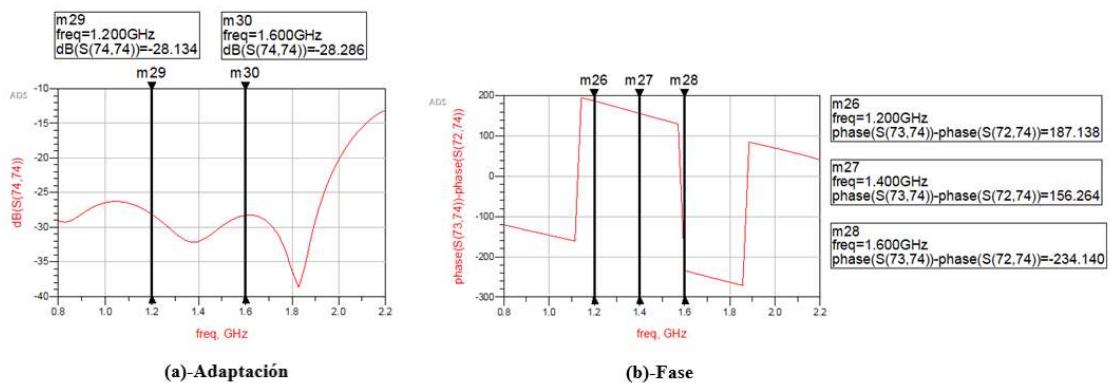 m29
freq=1.200GHz
dB(S(74,74))=-28.134
m30
freq=1.600GHz
dB(S(74,74))=-28.286
m29
m30
ADS
dB(S(74,74))
-10
-15
-20
-25
-30
-35
-40
0.8
1.0
1.2
1.4
1.6
1.8
2.0
2.2
freq, GHz
(a)-Adaptación
m26
m27
m28
ADS
phase(S(73,74))-phase(S(72,74))
200
100
0
-100
-200
-300
0.8
1.0
1.2
1.4
1.6
1.8
2.0
2.2
freq, GHz
m26
freq=1.200GHz
phase(S(73,74))-phase(S(72,74))=187.138
m27
freq=1.400GHz
phase(S(73,74))-phase(S(72,74))=156.264
m28
freq=1.600GHz
phase(S(73,74))-phase(S(72,74))=-234.140
(b)-Fase